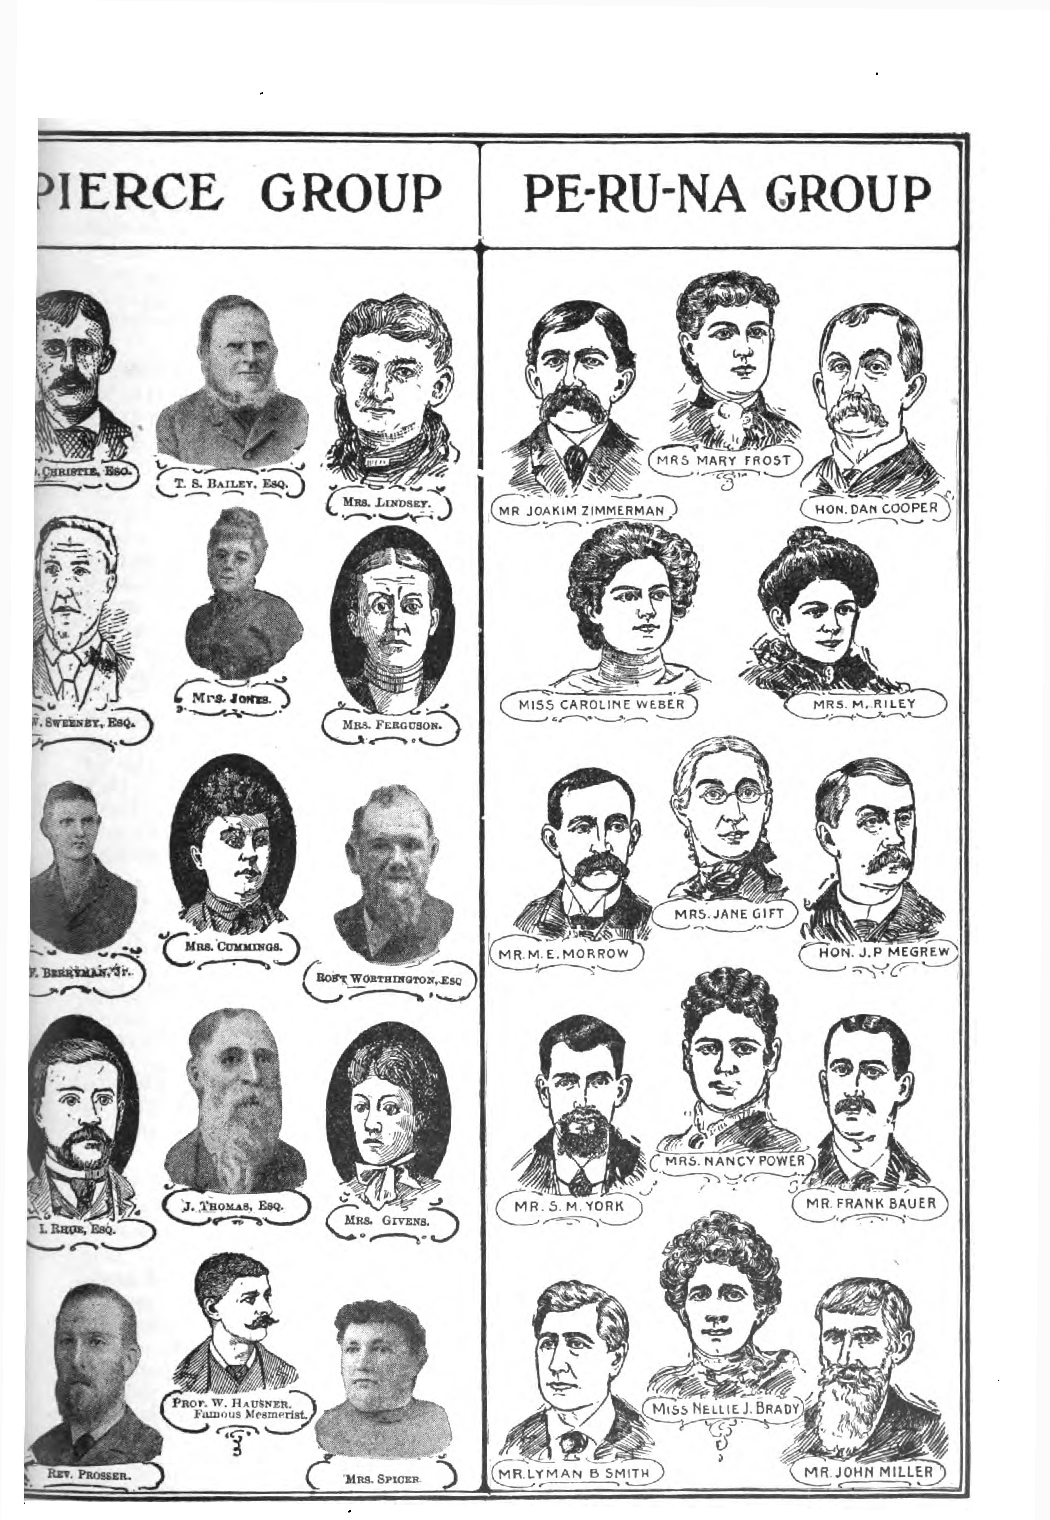 PIERCE GROUP
PE-RU-NA GROUP
CHRISTIE, ESQ.
T. S. BAILEY, ESQ.
MRS. LINDSEY.
SWEENEY, ESQ.
Mrs. JONES.
MRS. FERGUSON.
F. BERRYMAN, Jr.
MRS. CUMMINGS.
ROB'T WORTHINGTON, ESQ
I. RHUE, ESQ.
J. THOMAS, ESQ.
MRS. GIVENS.
REV. PROSSER.
PROF. W. HAUSNER.
Famous Mesmerist.
MRS. SPICER.
MRS MARY FROST
MR JOAKIM ZIMMERMAN
HON. DAN COOPER
MISS CAROLINE WEBER
MRS. M. RILEY
MRS. JANE GIFT
MR. M. E. MORROW
HON. J. P MEGREW
MRS. NANCY POWER
MR. S. M. YORK
MR. FRANK BAUER
MISS NELLIE J. BRADY
MR. LYMAN B SMITH
MR. JOHN MILLER